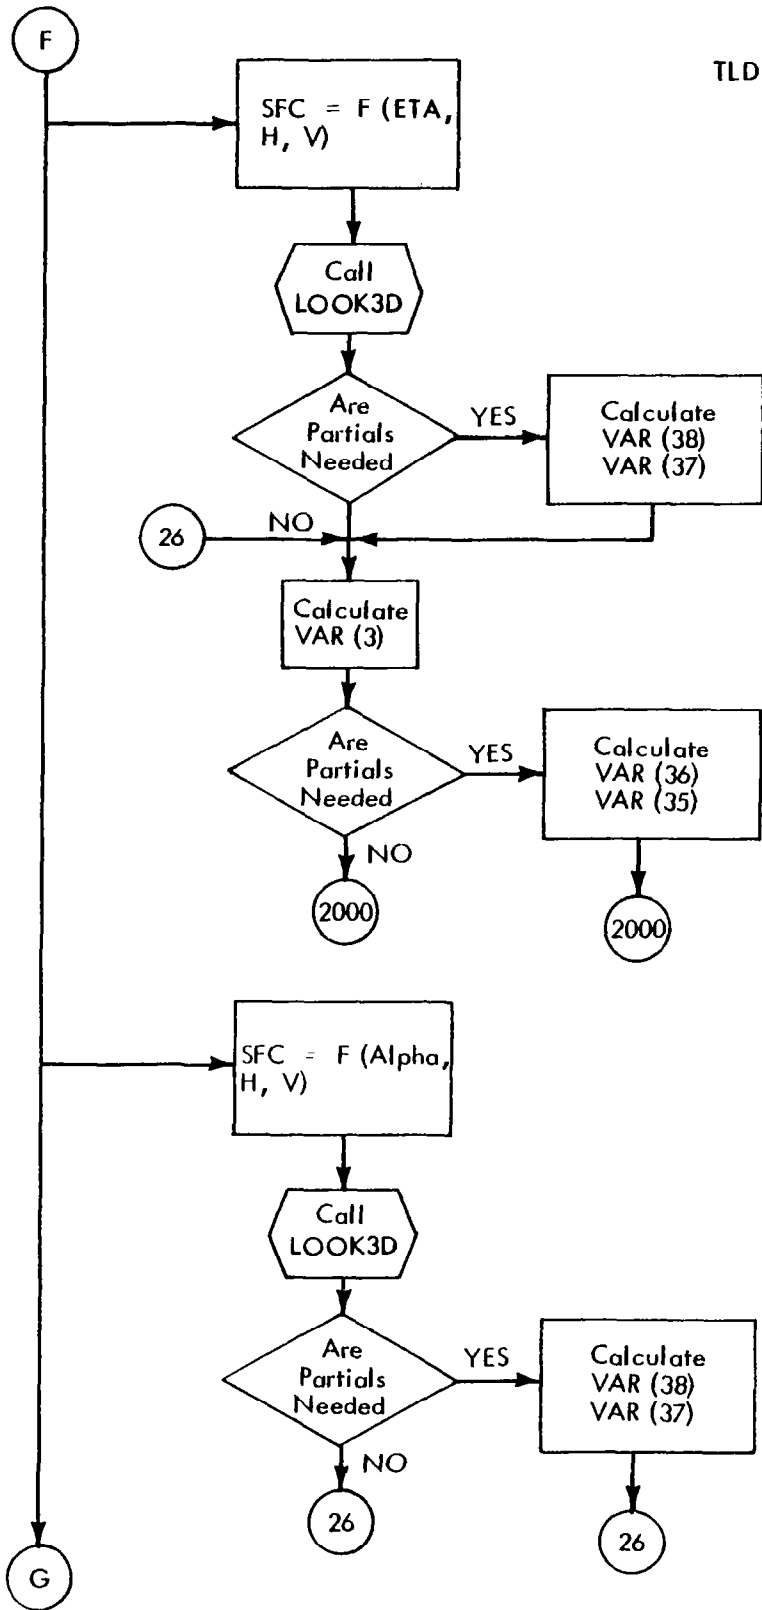 F
TLD
SFC = F (ETA,
H, V)
Call
LOOK3D
Are
Partials
Needed
YES
Calculate
VAR (38)
VAR (37)
26
NO
Calculate
VAR (3)
Are
Partials
Needed
YES
Calculate
VAR (36)
VAR (35)
NO
2000
2000
SFC = F (Alpha,
H, V)
Call
LOOK3D
Are
Partials
Needed
YES
Calculate
VAR (38)
VAR (37)
NO
26
26
G